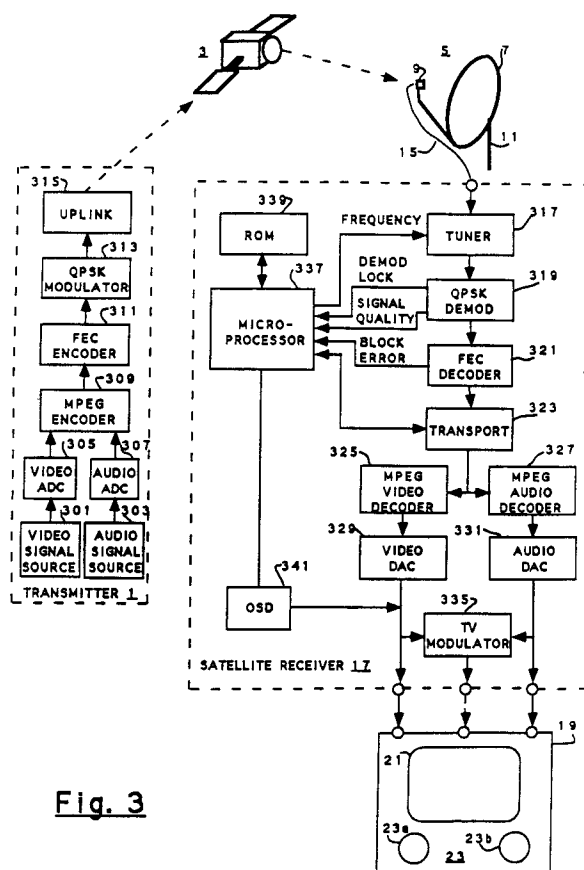 3
5
7
9
11
15
315
UPLINK
313
QPSK
MODULATOR
311
FEC
ENCODER
309
MPEG
ENCODER
305
307
VIDEO
ADC
AUDIO
ADC
301
303
VIDEO
SIGNAL
SOURCE
AUDIO
SIGNAL
SOURCE
TRANSMITTER 1
339
ROM
FREQUENCY
TUNER
317
337
DEMOD
LOCK
QPSK
DEMOD
319
MICRO-
PROCESSOR
SIGNAL
QUALITY
BLOCK
ERROR
FEC
DECODER
321
323
TRANSPORT
325
327
MPEG
VIDEO
DECODER
MPEG
AUDIO
DECODER
329
331
VIDEO
DAC
AUDIO
DAC
341
OSD
335
TV
MODULATOR
SATELLITE RECEIVER 17
19
21
23a
23
23b
Fig. 3